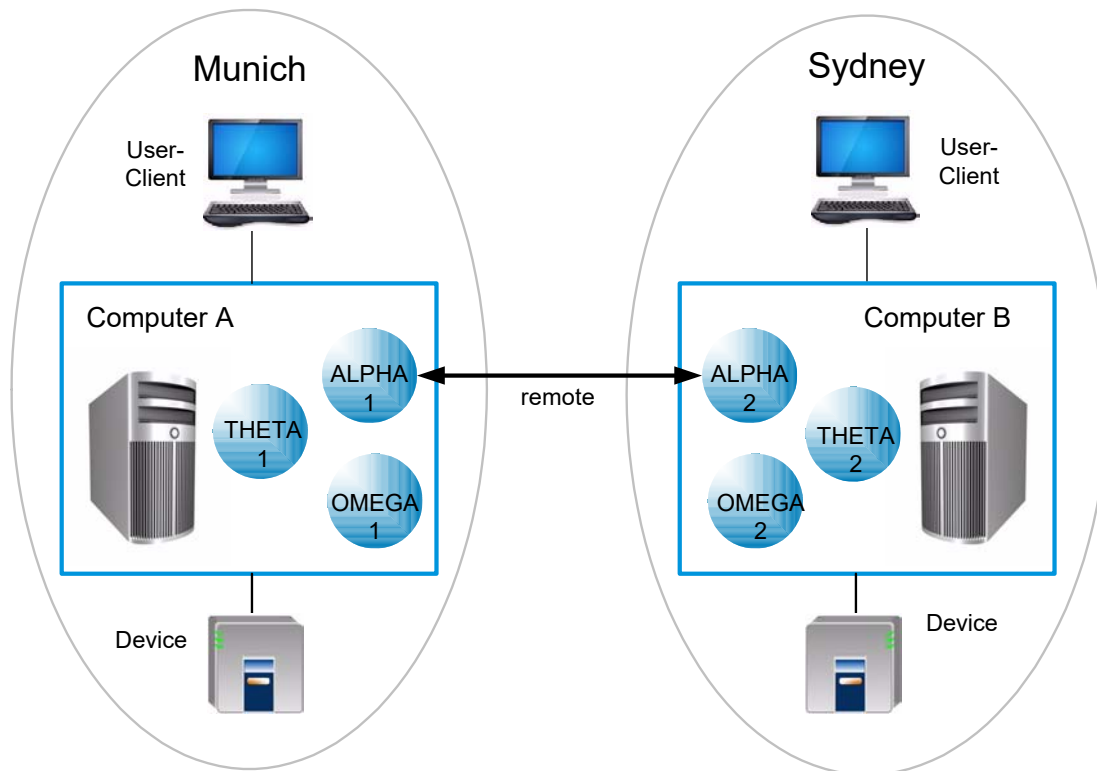 Munich
User-
Client
Computer A
ALPHA
1
THETA
1
OMEGA
1
Device
remote
Sydney
User-
Client
Computer B
ALPHA
2
THETA
2
OMEGA
2
Device